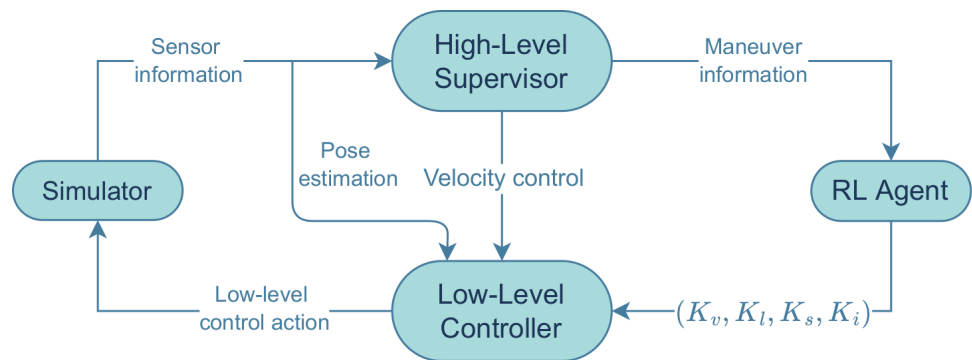 Sensor
information
High-Level
Supervisor
Maneuver
information
Pose
estimation
Velocity control
Simulator
RL Agent
Low-level
control action
Low-Level
Controller
(K_v, K_l, K_s, K_i)